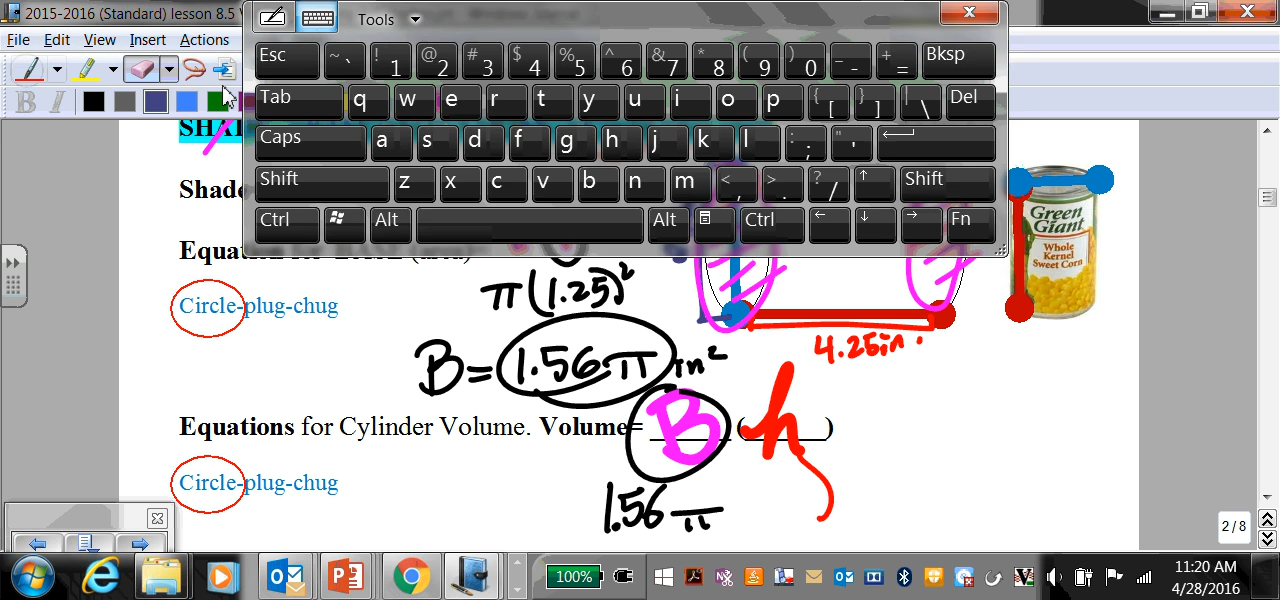 2015-2016 (Standard) lesson 8.5
File Edit View Insert Actions
Tools
Esc ~ ` ! 1 @ 2 # 3 $ 4 % 5 ^ 6 & 7 * 8 ( 9 ) 0 _ - + = Bksp
Tab q w e r t y u i o p { [ } ] | \ Del
Caps a s d f g h j k l : ; " '
Shift z x c v b n m < , > . ? / ↑ Shift
Ctrl Alt Alt Ctrl ← ↓ → Fn
B I
Shade
Green Giant
Whole Kernel
Sweet Corn
Circle-plug-chug
π(1.25)²
4.25in.
B = 1.56π in²
Equations for Cylinder Volume. Volume= B (h)
Circle-plug-chug
1.56π
2/8
100%
11:20 AM
4/28/2016